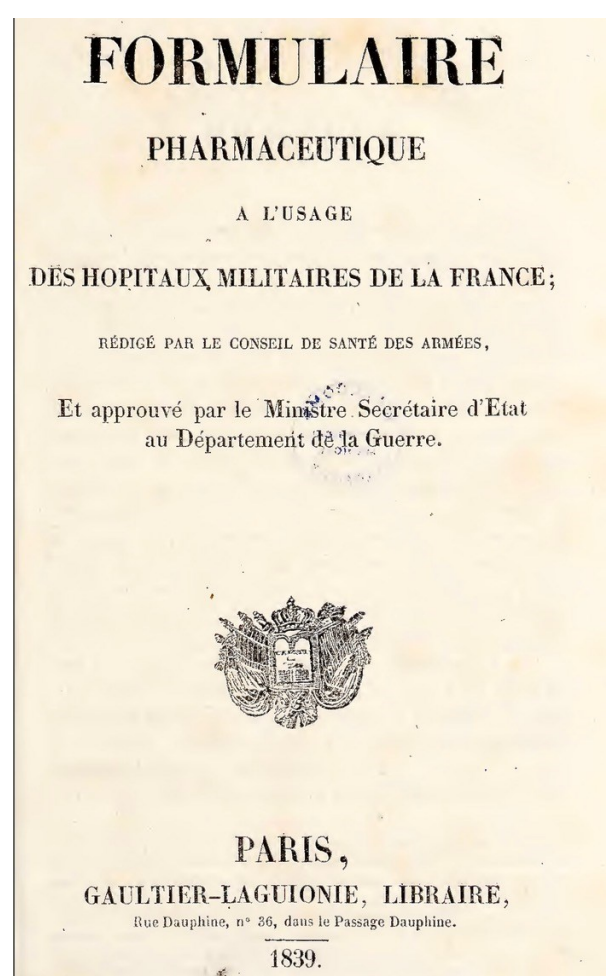 FORMULAIRE
PHARMACEUTIQUE
A L'USAGE
DES HOPITAUX MILITAIRES DE LA FRANCE;
RÉDIGÉ PAR LE CONSEIL DE SANTÉ DES ARMÉES,
Et approuvé par le Ministre Secrétaire d'Etat
au Département de la Guerre.
PARIS,
GAULTIER-LAGUIONIE, LIBRAIRE,
Rue Dauphine, n° 36, dans le Passage Dauphine.
1839.